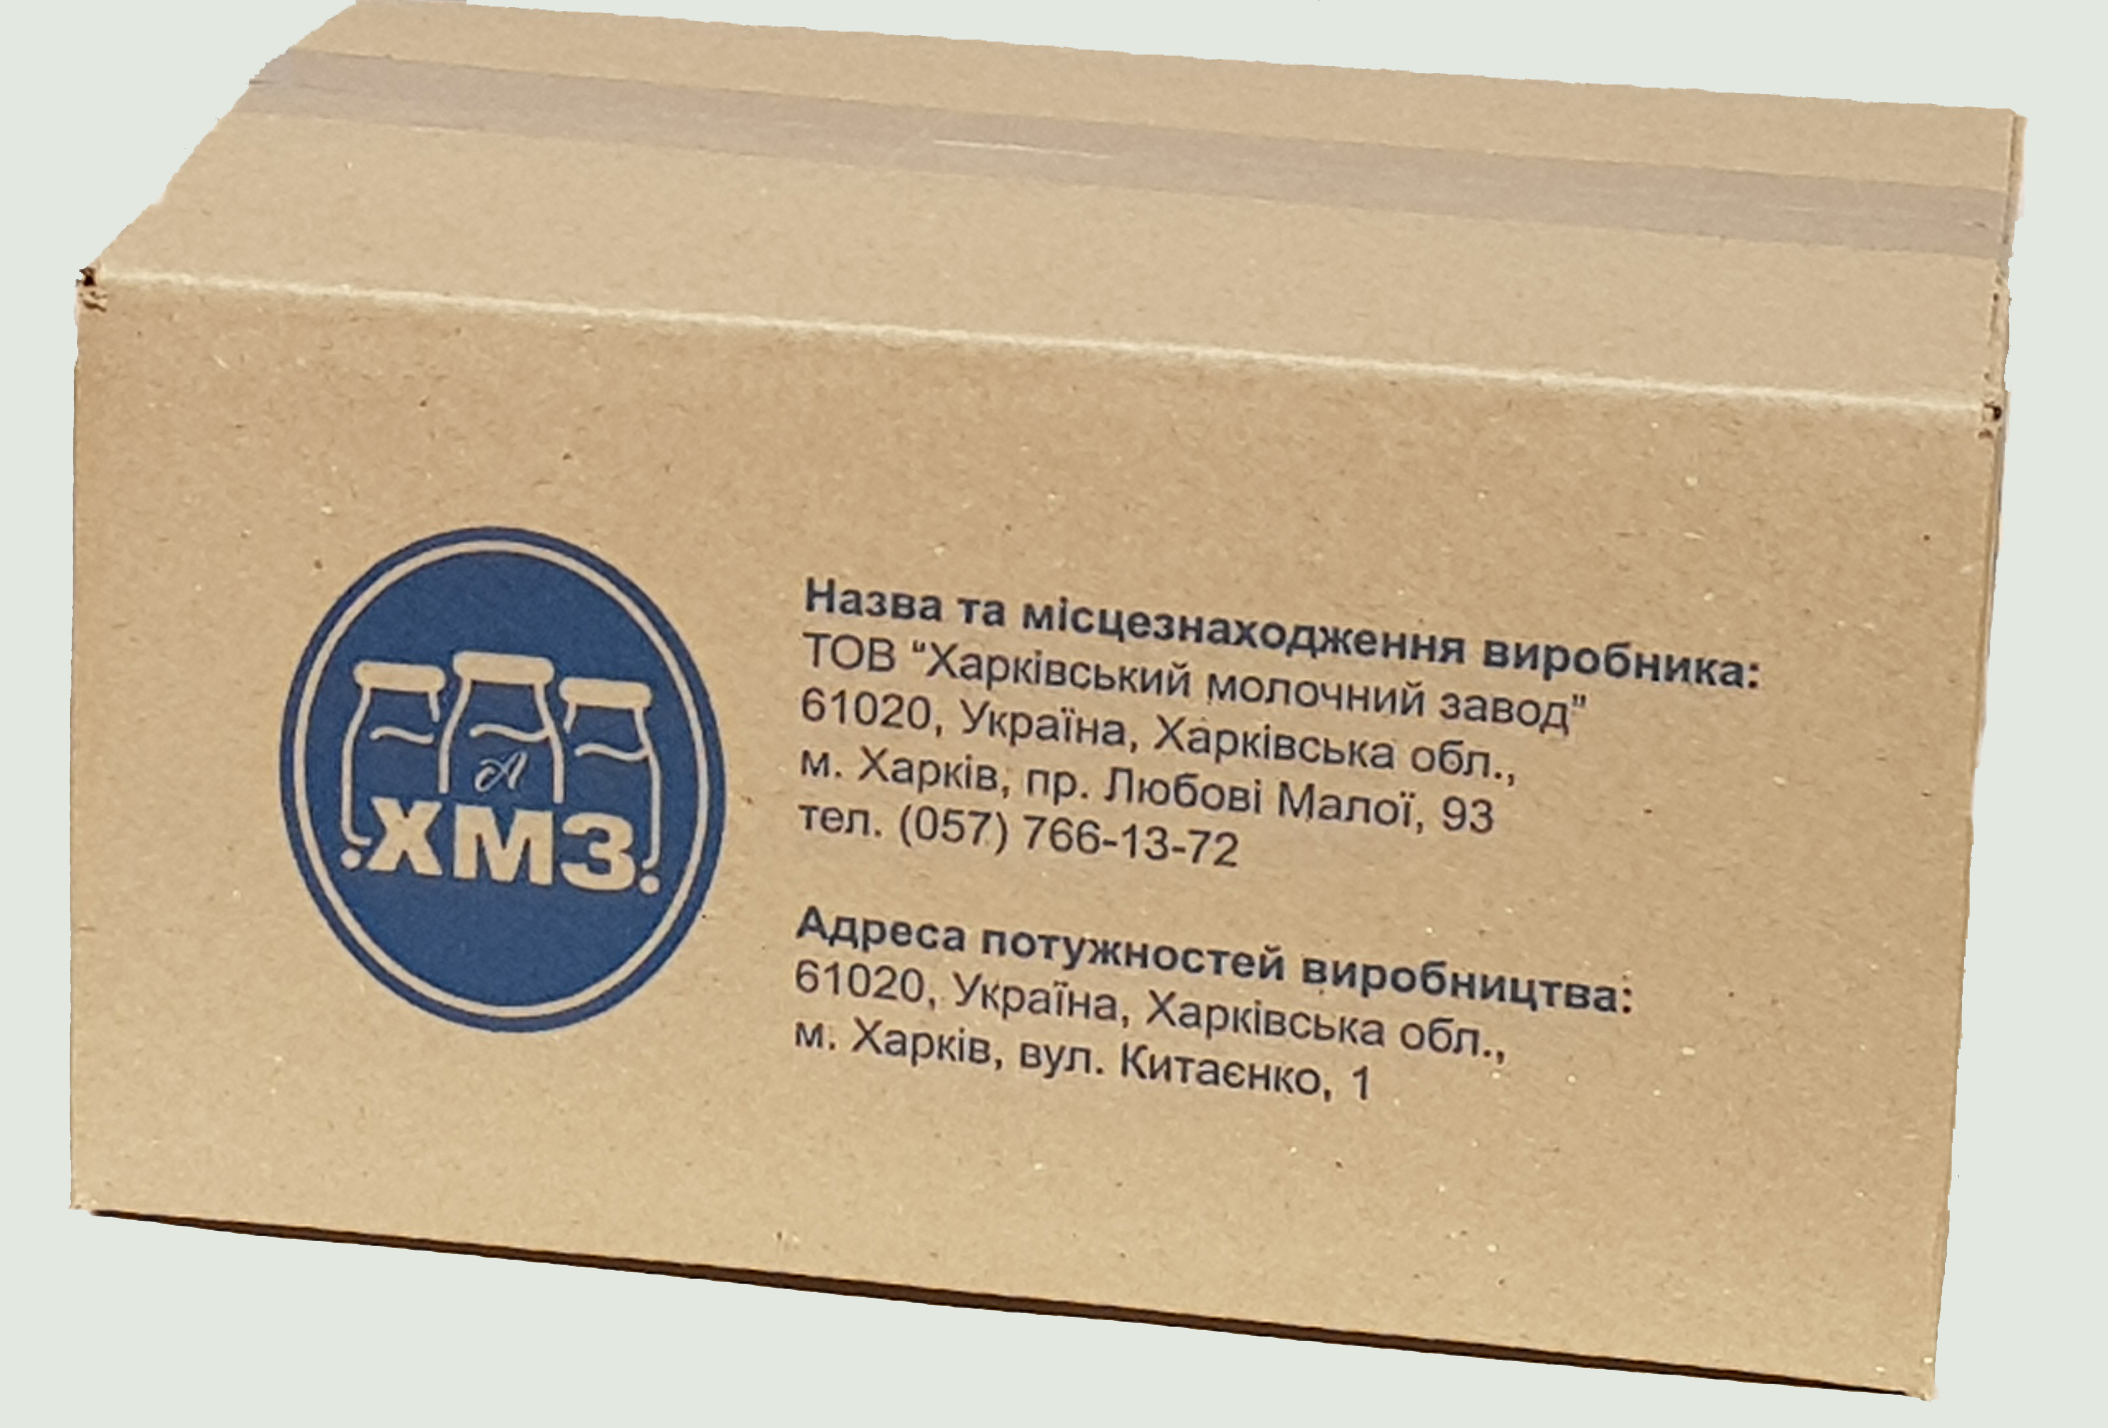 А
ХМЗ
Назва та місцезнаходження виробника:
ТОВ “Харківський молочний завод”
61020, Україна, Харківська обл.,
м. Харків, пр. Любові Малої, 93
тел. (057) 766-13-72
Адреса потужностей виробництва:
61020, Україна, Харківська обл.,
м. Харків, вул. Китаєнко, 1